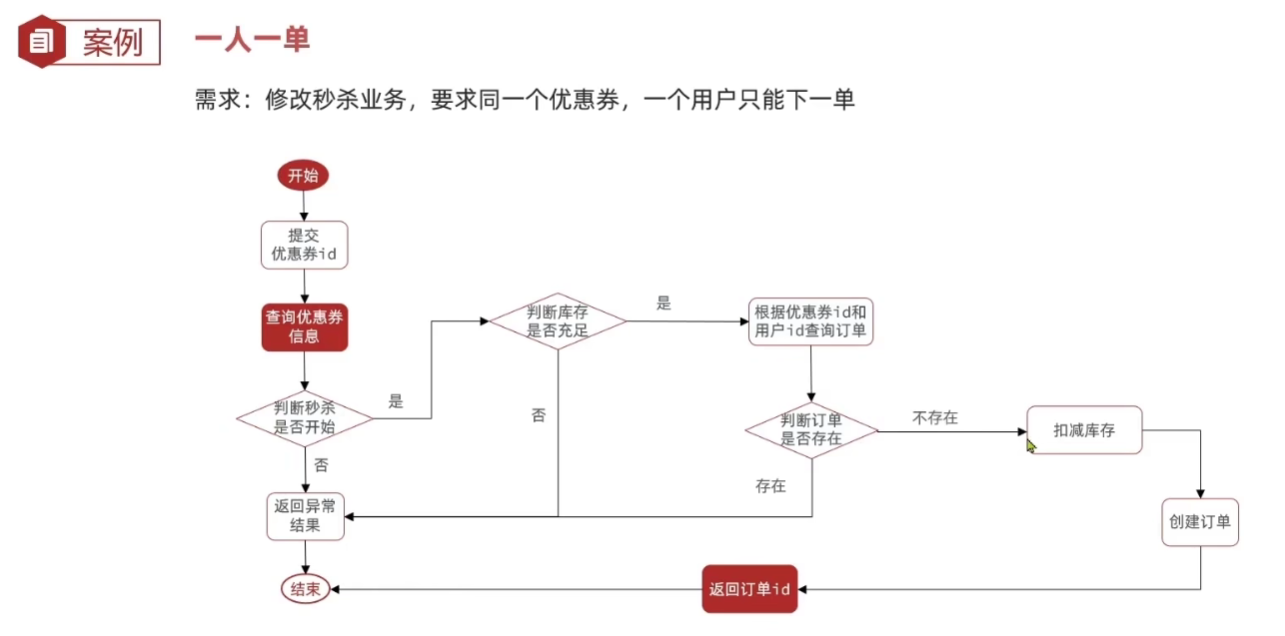 案例
一人一单
需求：修改秒杀业务，要求同一个优惠券，一个用户只能下一单
开始
提交
优惠券id
查询优惠券
信息
判断秒杀
是否开始
是
否
返回异常
结果
结束
判断库存
是否充足
是
否
根据优惠券id和
用户id查询订单
判断订单
是否存在
不存在
存在
扣减库存
创建订单
返回订单id